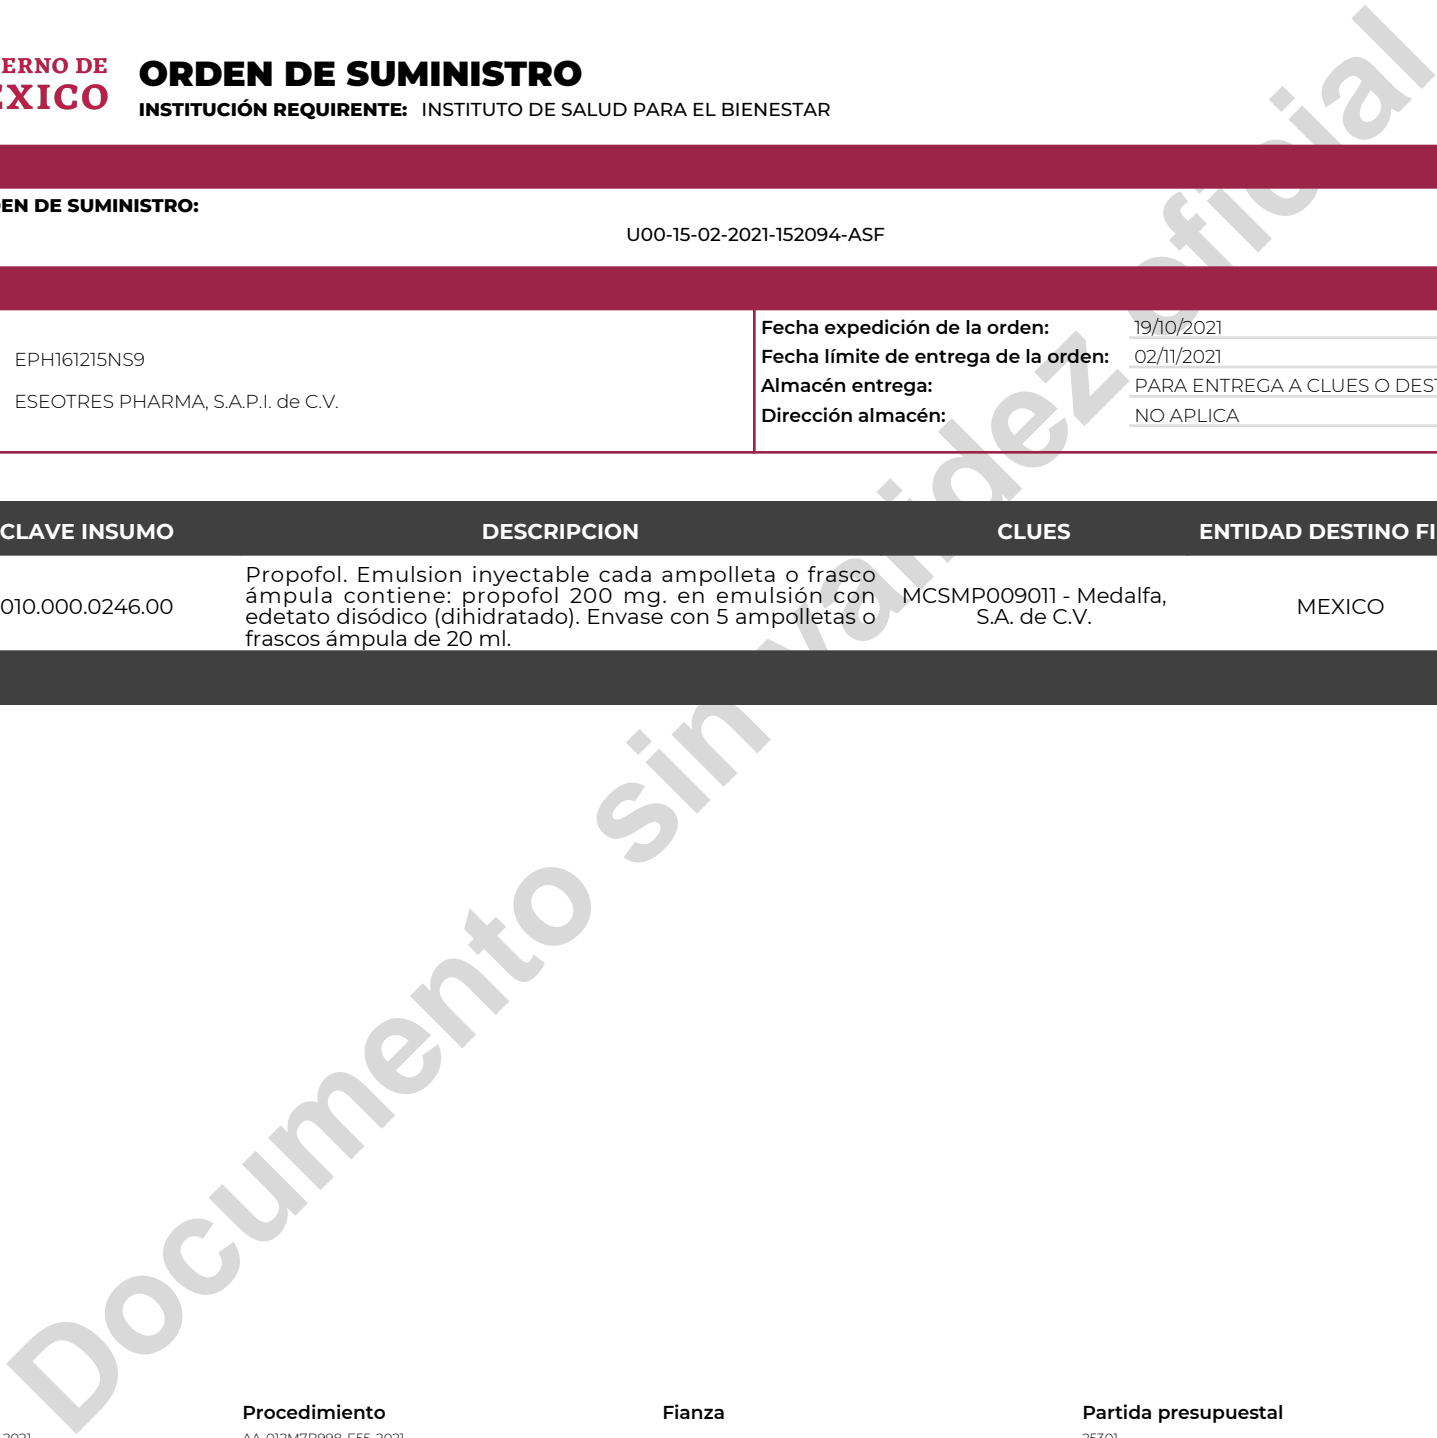 ERNO DE
ORDEN DE SUMINISTRO
INSTITUCIÓN REQUIRENTE: INSTITUTO DE SALUD PARA EL BIENESTAR
EN DE SUMINISTRO:
U00-15-02-2021-152094-ASF
EPH161215NS9
ESEOTRES PHARMA, S.A.P.I. de C.V.
Fecha expedición de la orden: 19/10/2021
Fecha límite de entrega de la orden: 02/11/2021
Almacén entrega: PARA ENTREGA A CLUES O DEST
Dirección almacén: NO APLICA
CLAVE INSUMO DESCRIPCION CLUES ENTIDAD DESTINO FI
010.000.0246.00
Propofol. Emulsion inyectable cada ampolleta o frasco
ámpula contiene: propofol 200 mg. en emulsión con
edetato disódico (dihidratado). Envase con 5 ampolletas o
frascos ámpula de 20 ml.
MCSMP009011 - Medalfa,
S.A. de C.V.
MEXICO
Documento sin validez oficial
Procedimiento Fianza Partida presupuestal